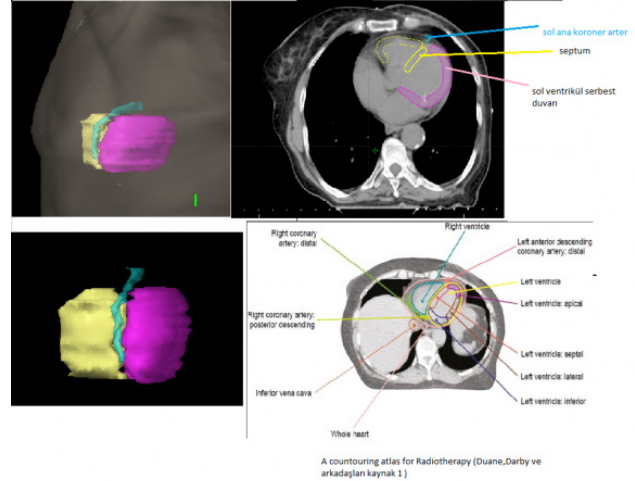 sol ana koroner arter
septum
sol ventrikül serbest
duvarı
Right ventricle
Right coronary
artery: distal
Left anterior descending
coronary artery: distal
Left ventricle
Left ventricle: apical
Right coronary artery:
posterior descending
Left ventricle: septal
Left ventricle: lateral
Inferior vena cava
Left ventricle: inferior
Whole heart
A countouring atlas for Radiotherapy (Duane,Darby ve
arkadaşları kaynak 1 )